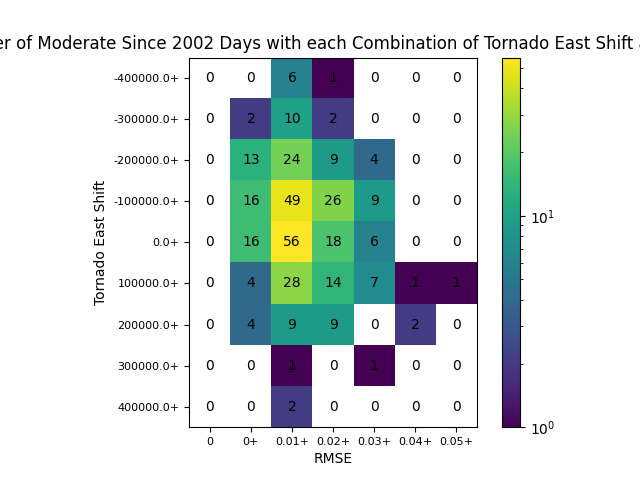 er of Moderate Since 2002 Days with each Combination of Tornado East Shift
-400000.0+ 0 0 6 1 0 0 0
-300000.0+ 0 2 10 2 0 0 0
-200000.0+ 0 13 24 9 4 0 0
-100000.0+ 0 16 49 26 9 0 0
0.0+ 0 16 56 18 6 0 0
100000.0+ 0 4 28 14 7 1 1
200000.0+ 0 4 9 9 0 2 0
300000.0+ 0 0 1 0 1 0 0
400000.0+ 0 0 2 0 0 0 0
0 0+ 0.01+ 0.02+ 0.03+ 0.04+ 0.05+
RMSE
Tornado East Shift
10¹
10⁰